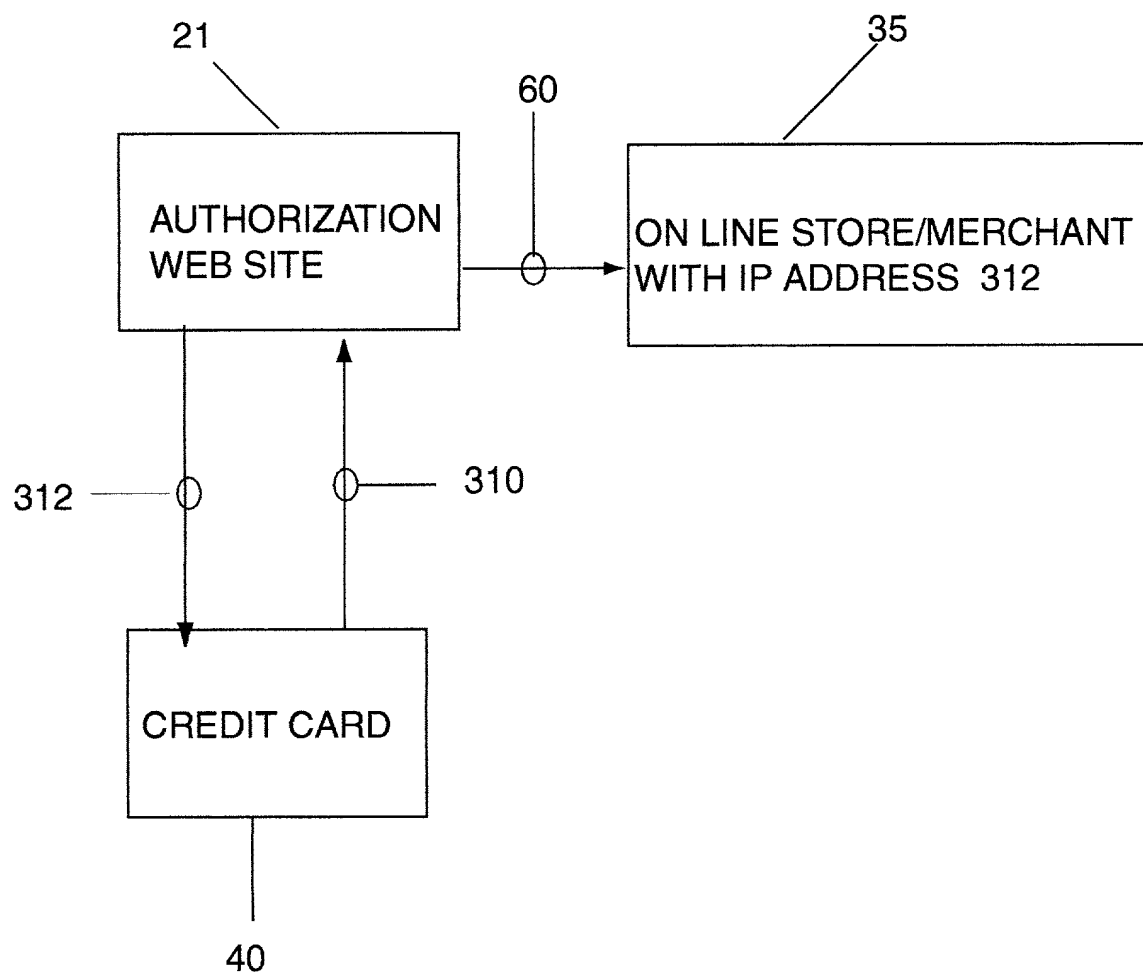 21
35
60
AUTHORIZATION
WEB SITE
ON LINE STORE/MERCHANT
WITH IP ADDRESS 312
312
310
CREDIT CARD
40